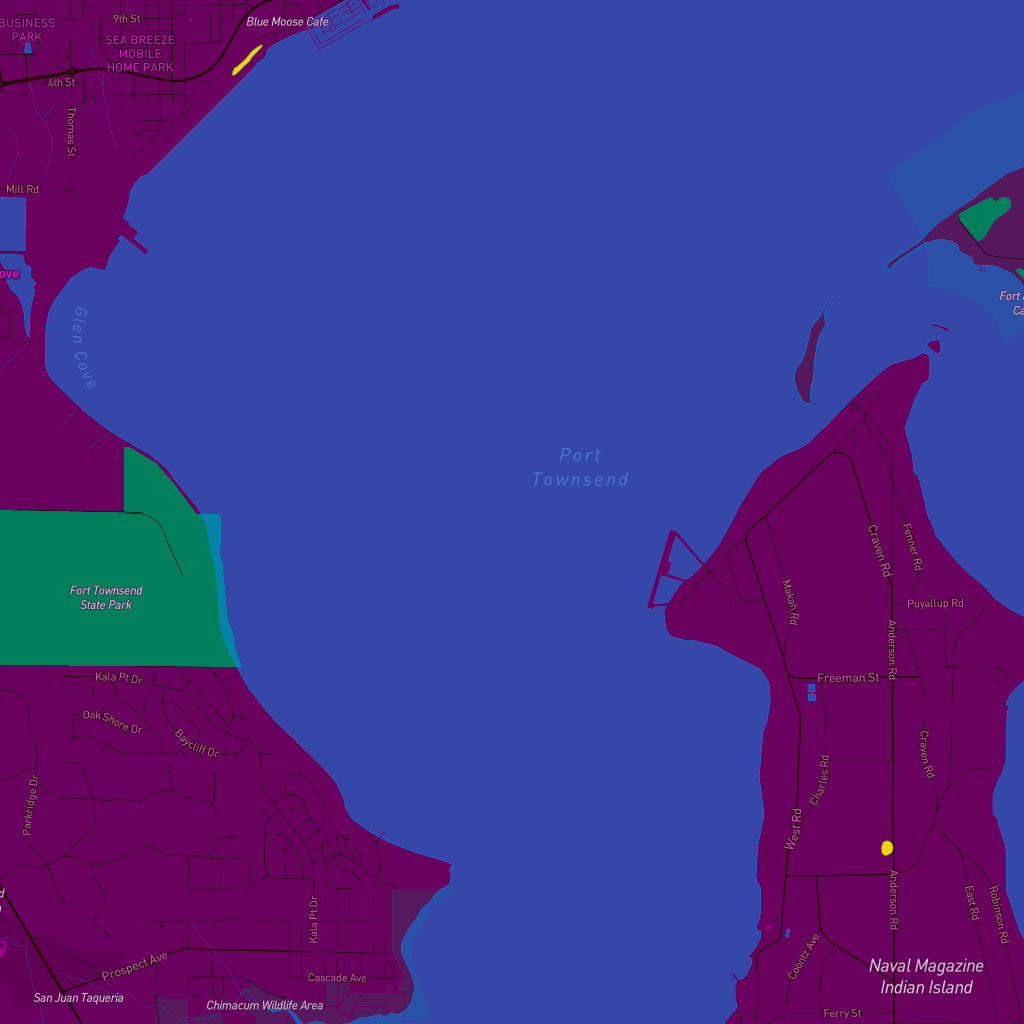 9th St
Blue Moose Cafe
BUSINESS
PARK
SEA BREEZE
MOBILE
HOME PARK
4th St
Thomas St
Mill Rd
ove
Glen Cove
Fort
Ca
Port
Townsend
Craven Rd
Fenner Rd
Makah Rd
Puyallup Rd
Anderson Rd
Fort Townsend
State Park
Kala Pt Dr
Freeman St
Oak Shore Dr
Baycliff Dr
Craven Rd
Charles Rd
Parkridge Dr
West Rd
Anderson Rd
East Rd
Robinson Rd
Kala Pt Dr
Coontz Ave
Prospect Ave
Cascade Ave
Naval Magazine
Indian Island
San Juan Taqueria
Chimacum Wildlife Area
Ferry St